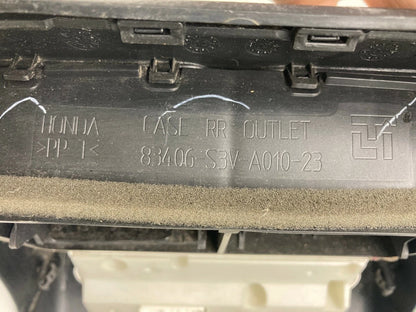 HONDA CASE RR OUTLET
>PP-I< 83406-S3V-A010-23